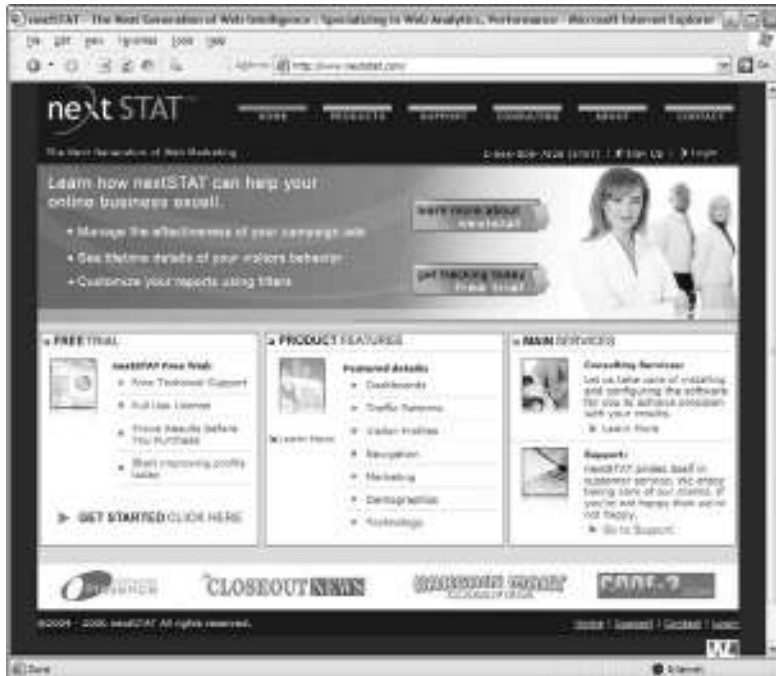 nextSTAT - The Next Generation of Web Intelligence : Specializing in Web Analytics, Performance - Microsoft Internet Explorer
http://www.nextstat.com/
next STAT
HOME PRODUCTS SUPPORT CONSULTING ABOUT CONTACT
The Next Generation of Web Marketing
Sign Up Login
Learn how nextSTAT can help your
online business excell.
Manage the effectiveness of your campaign ads
See lifetime details of your visitors behavior
Customize your reports using filters
learn more about
nextstat
get tracking today
free trial
FREE TRIAL
nextSTAT Free Trial:
Free Technical Support
Full Use License
Prove Results Before
You Purchase
Start improving profits
today
GET STARTED CLICK HERE
PRODUCT FEATURES
Featured details
Dashboards
Traffic Patterns
Visitor Profiles
Learn More
Navigation
Marketing
Demographics
Technology
MAIN SERVICES
Consulting Services:
Let us take care of installing
and configuring the software
for you to achieve precision
with your results.
Learn More
Support:
nextSTAT prides itself in
customer service. We enjoy
taking care of our clients. If
you're not happy then we're
not happy.
Go to Support
CLOSEOUT NEWS
©2004 - 2006 nextSTAT All rights reserved.
Home | Support | Contact | Login
Done
Internet